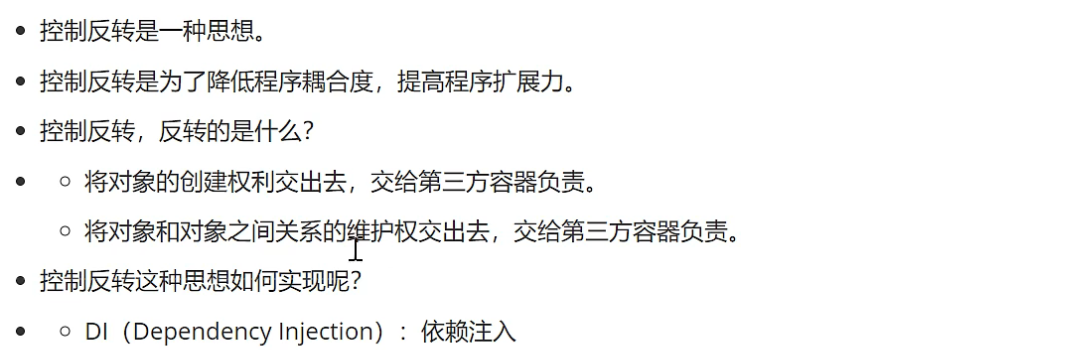 控制反转是一种思想。
控制反转是为了降低程序耦合度，提高程序扩展力。
控制反转，反转的是什么？
将对象的创建权利交出去，交给第三方容器负责。
将对象和对象之间关系的维护权交出去，交给第三方容器负责。
控制反转这种思想如何实现呢？
DI（Dependency Injection）：依赖注入